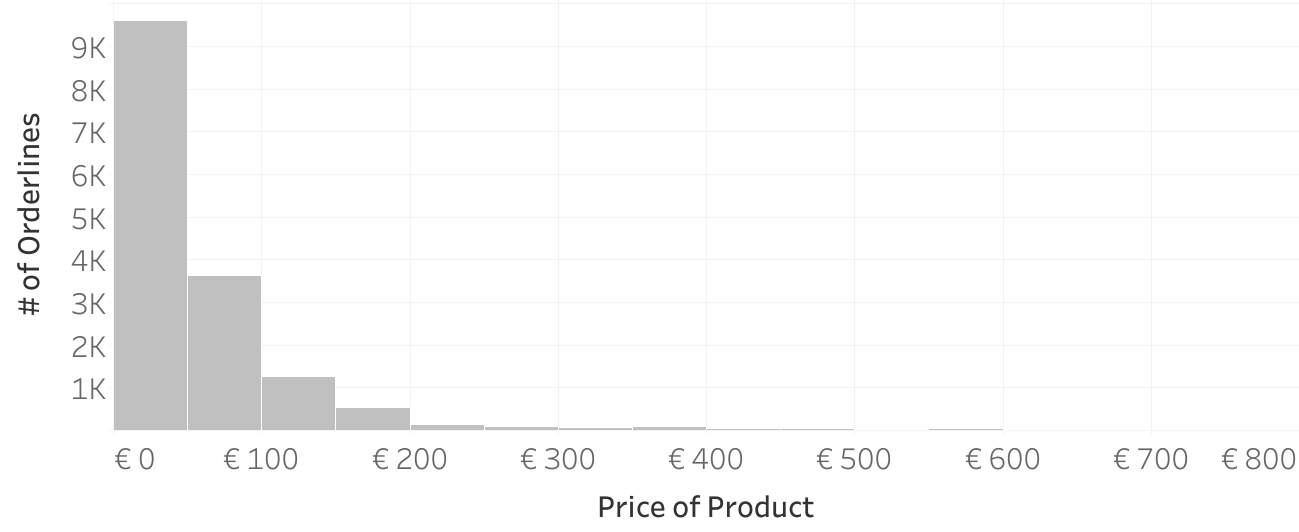 # of Orderlines
9K
8K
7K
6K
5K
4K
3K
2K
1K
€ 0 € 100 € 200 € 300 € 400 € 500 € 600 € 700 € 800
Price of Product